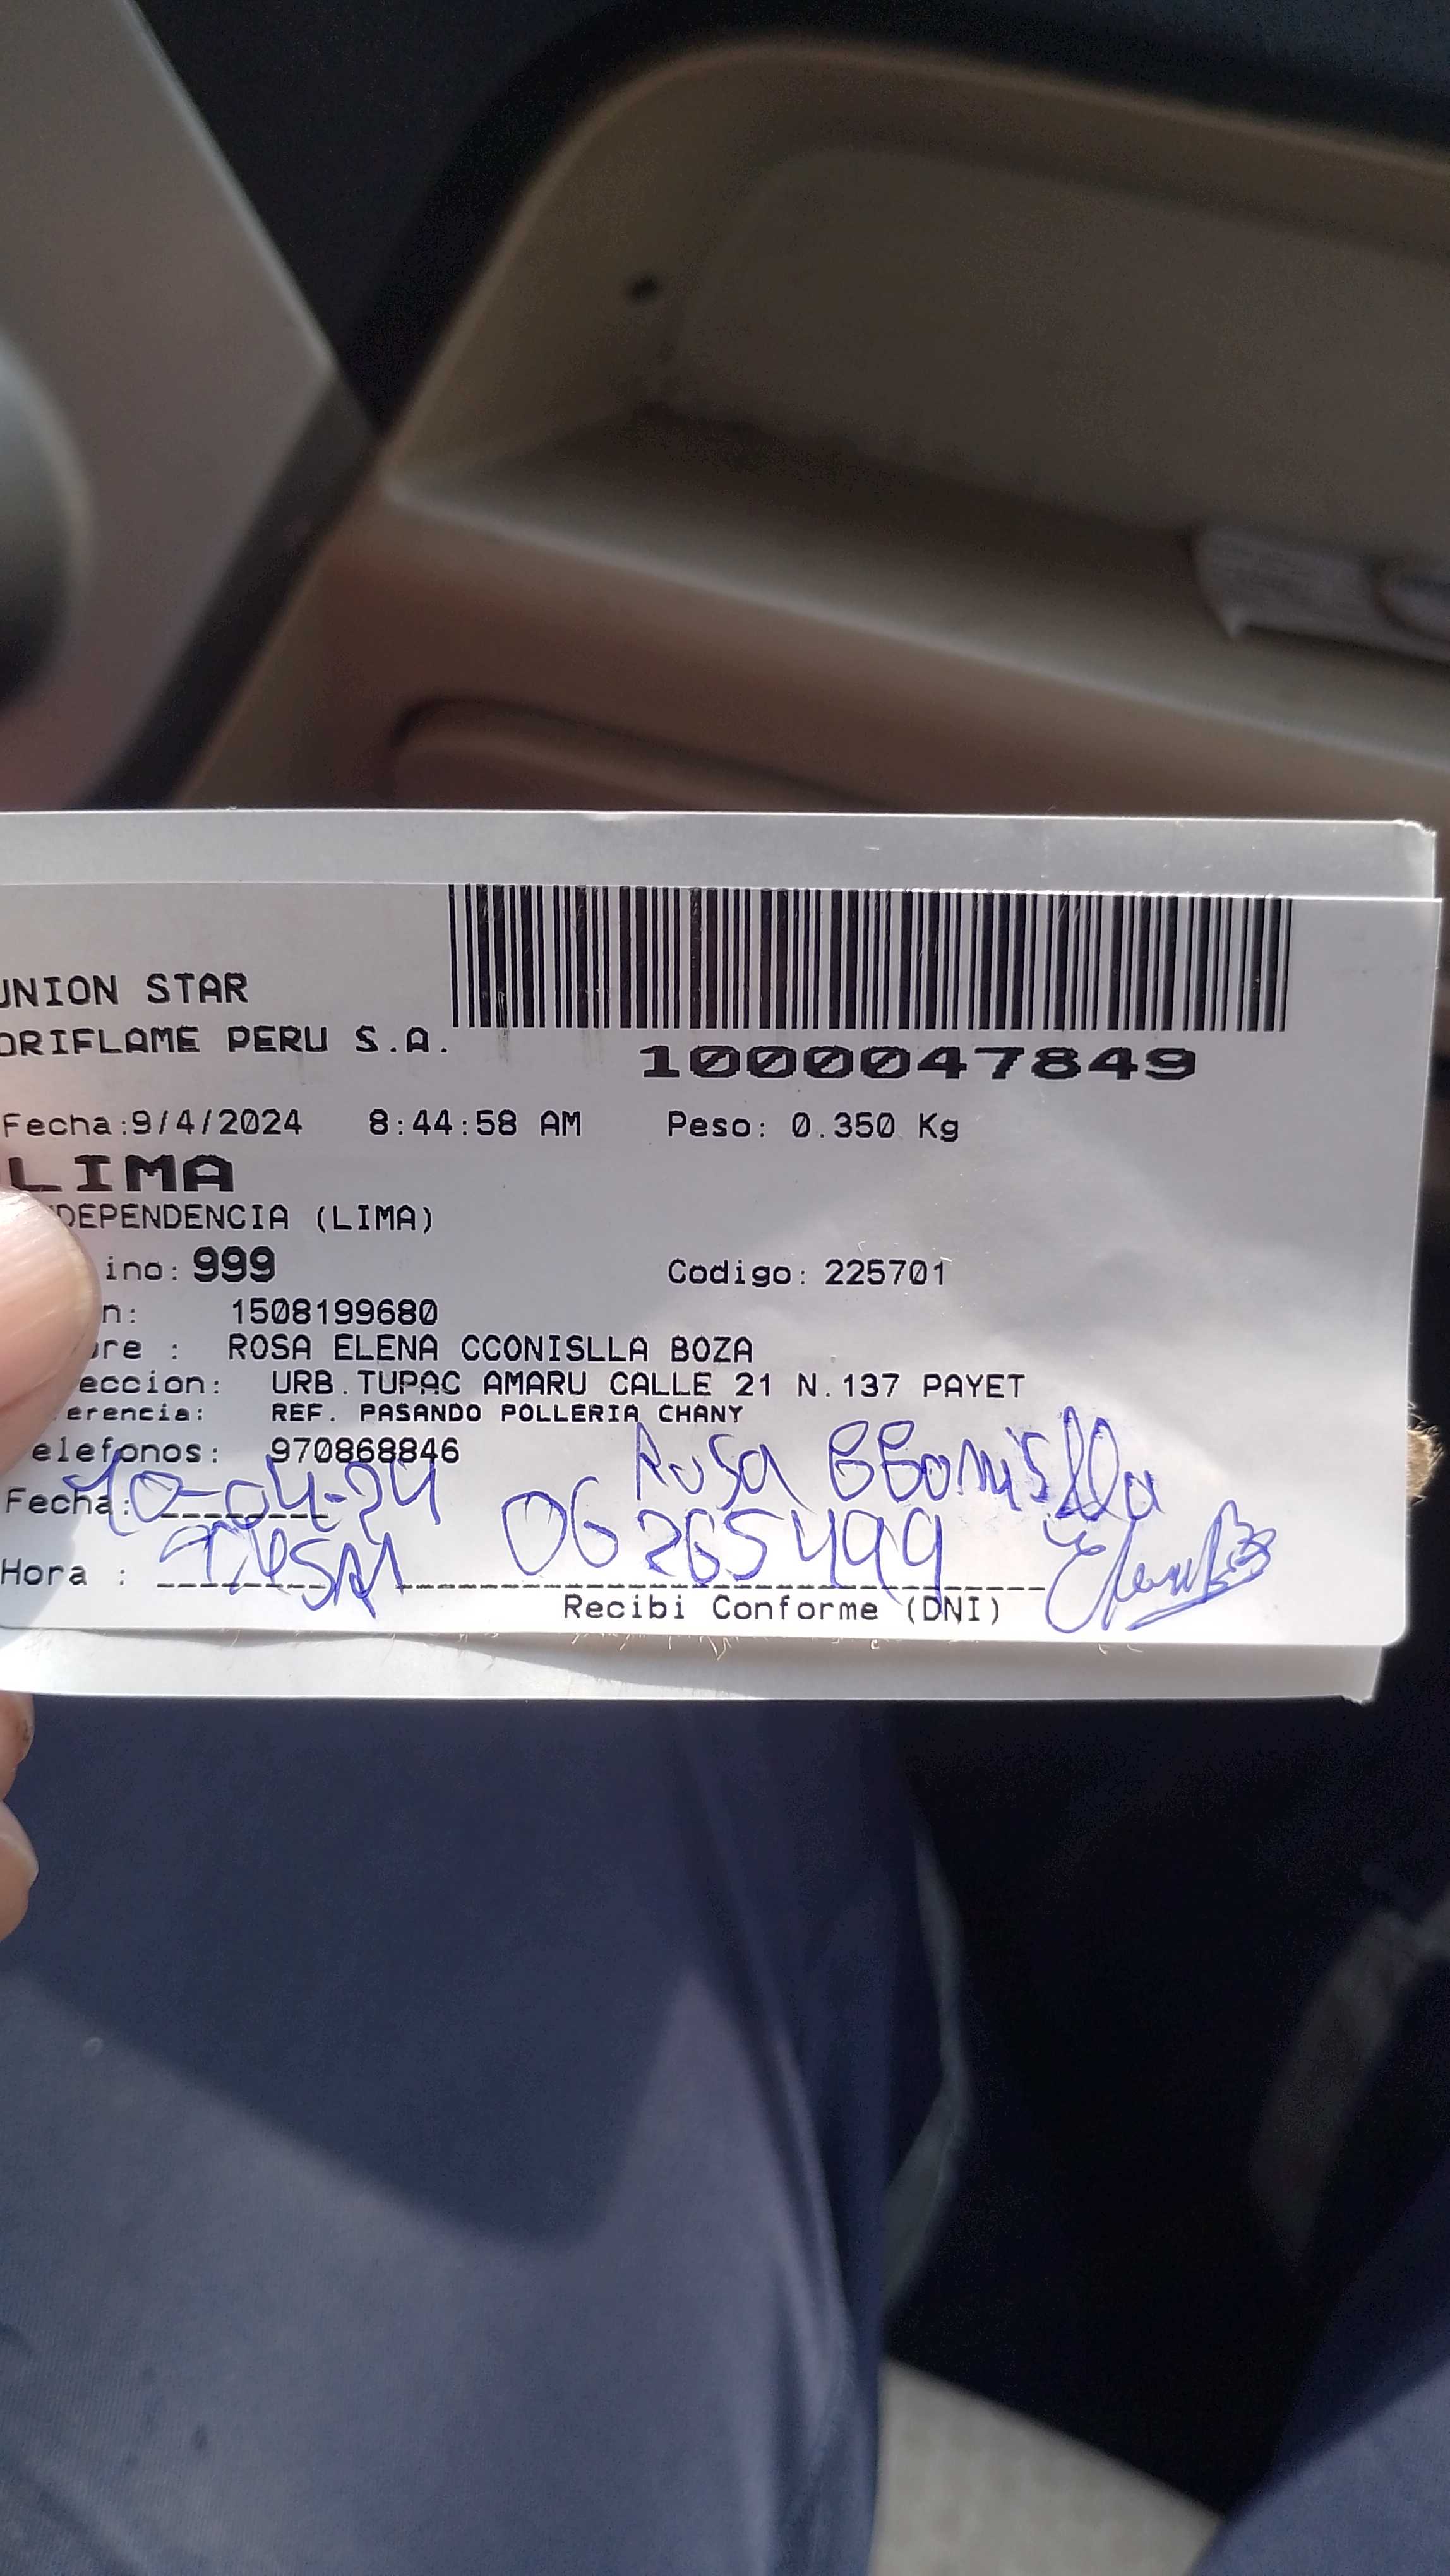 UNION STAR
ORIFLAME PERU S.A.
1000047849
Fecha:9/4/2024 8:44:58 AM Peso: 0.350 Kg
LIMA
DEPENDENCIA (LIMA)
ino: 999 Codigo: 225701
n: 1508199680
re : ROSA ELENA CCONISLLA BOZA
eccion: URB.TUPAC AMARU CALLE 21 N.137 PAYET
erencia: REF. PASANDO POLLERIA CHANY
elefonos: 970868846
Rosa CConislla
Fecha: 10-04-24
06265499
Hora :
Recibi Conforme (DNI)